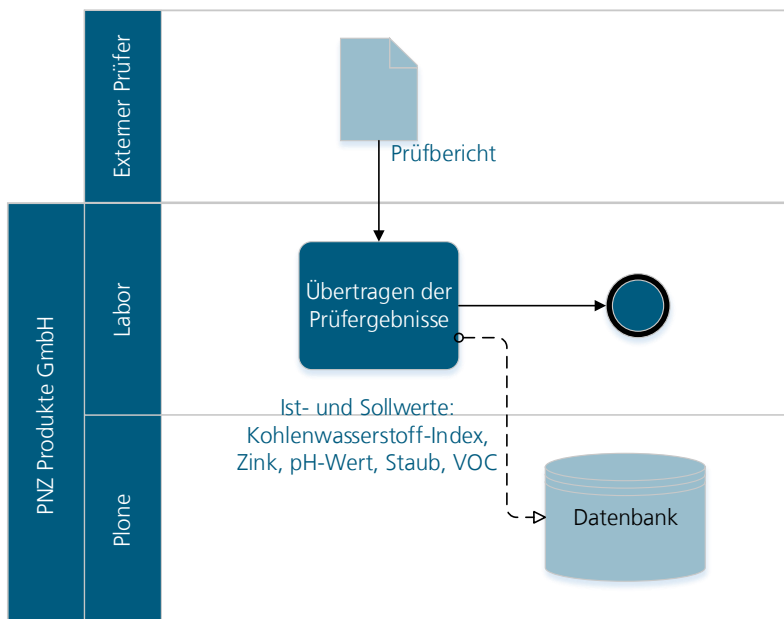 Externer Prüfer
Prüfbericht
PNZ Produkte GmbH
Labor
Übertragen der
Prüfergebnisse
Ist- und Sollwerte:
Kohlenwasserstoff-Index,
Zink, pH-Wert, Staub, VOC
Plone
Datenbank